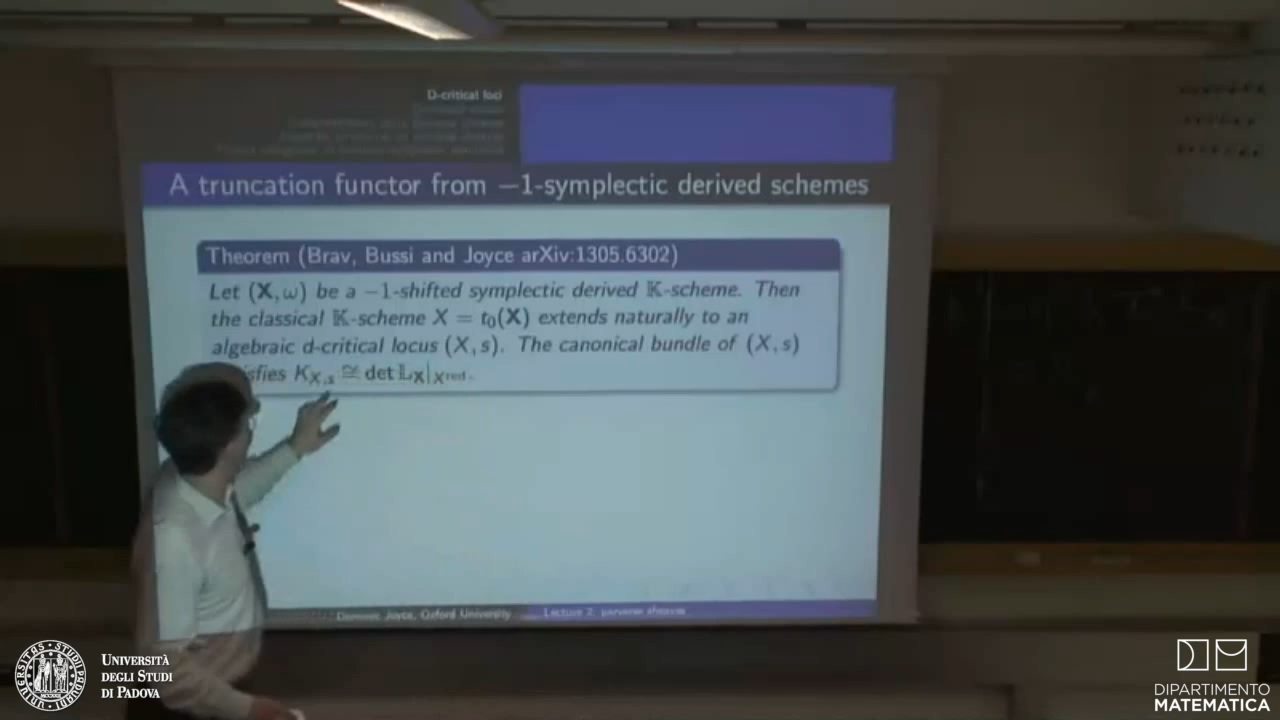 D-critical loci
A truncation functor from −1-symplectic derived schemes
Theorem (Brav, Bussi and Joyce arXiv:1305.6302)
Let (𝐗, ω) be a −1-shifted symplectic derived 𝕂-scheme. Then
the classical 𝕂-scheme X = t₀(𝐗) extends naturally to an
algebraic d-critical locus (X, s). The canonical bundle of (X, s)
sfies K_{X,s} ≅ det 𝕃_𝐗|_{X^red}.
Dominic Joyce, Oxford University
Lecture 2: perverse sheaves
UNIVERSITÀ
DEGLI STUDI
DI PADOVA
DIPARTIMENTO
MATEMATICA